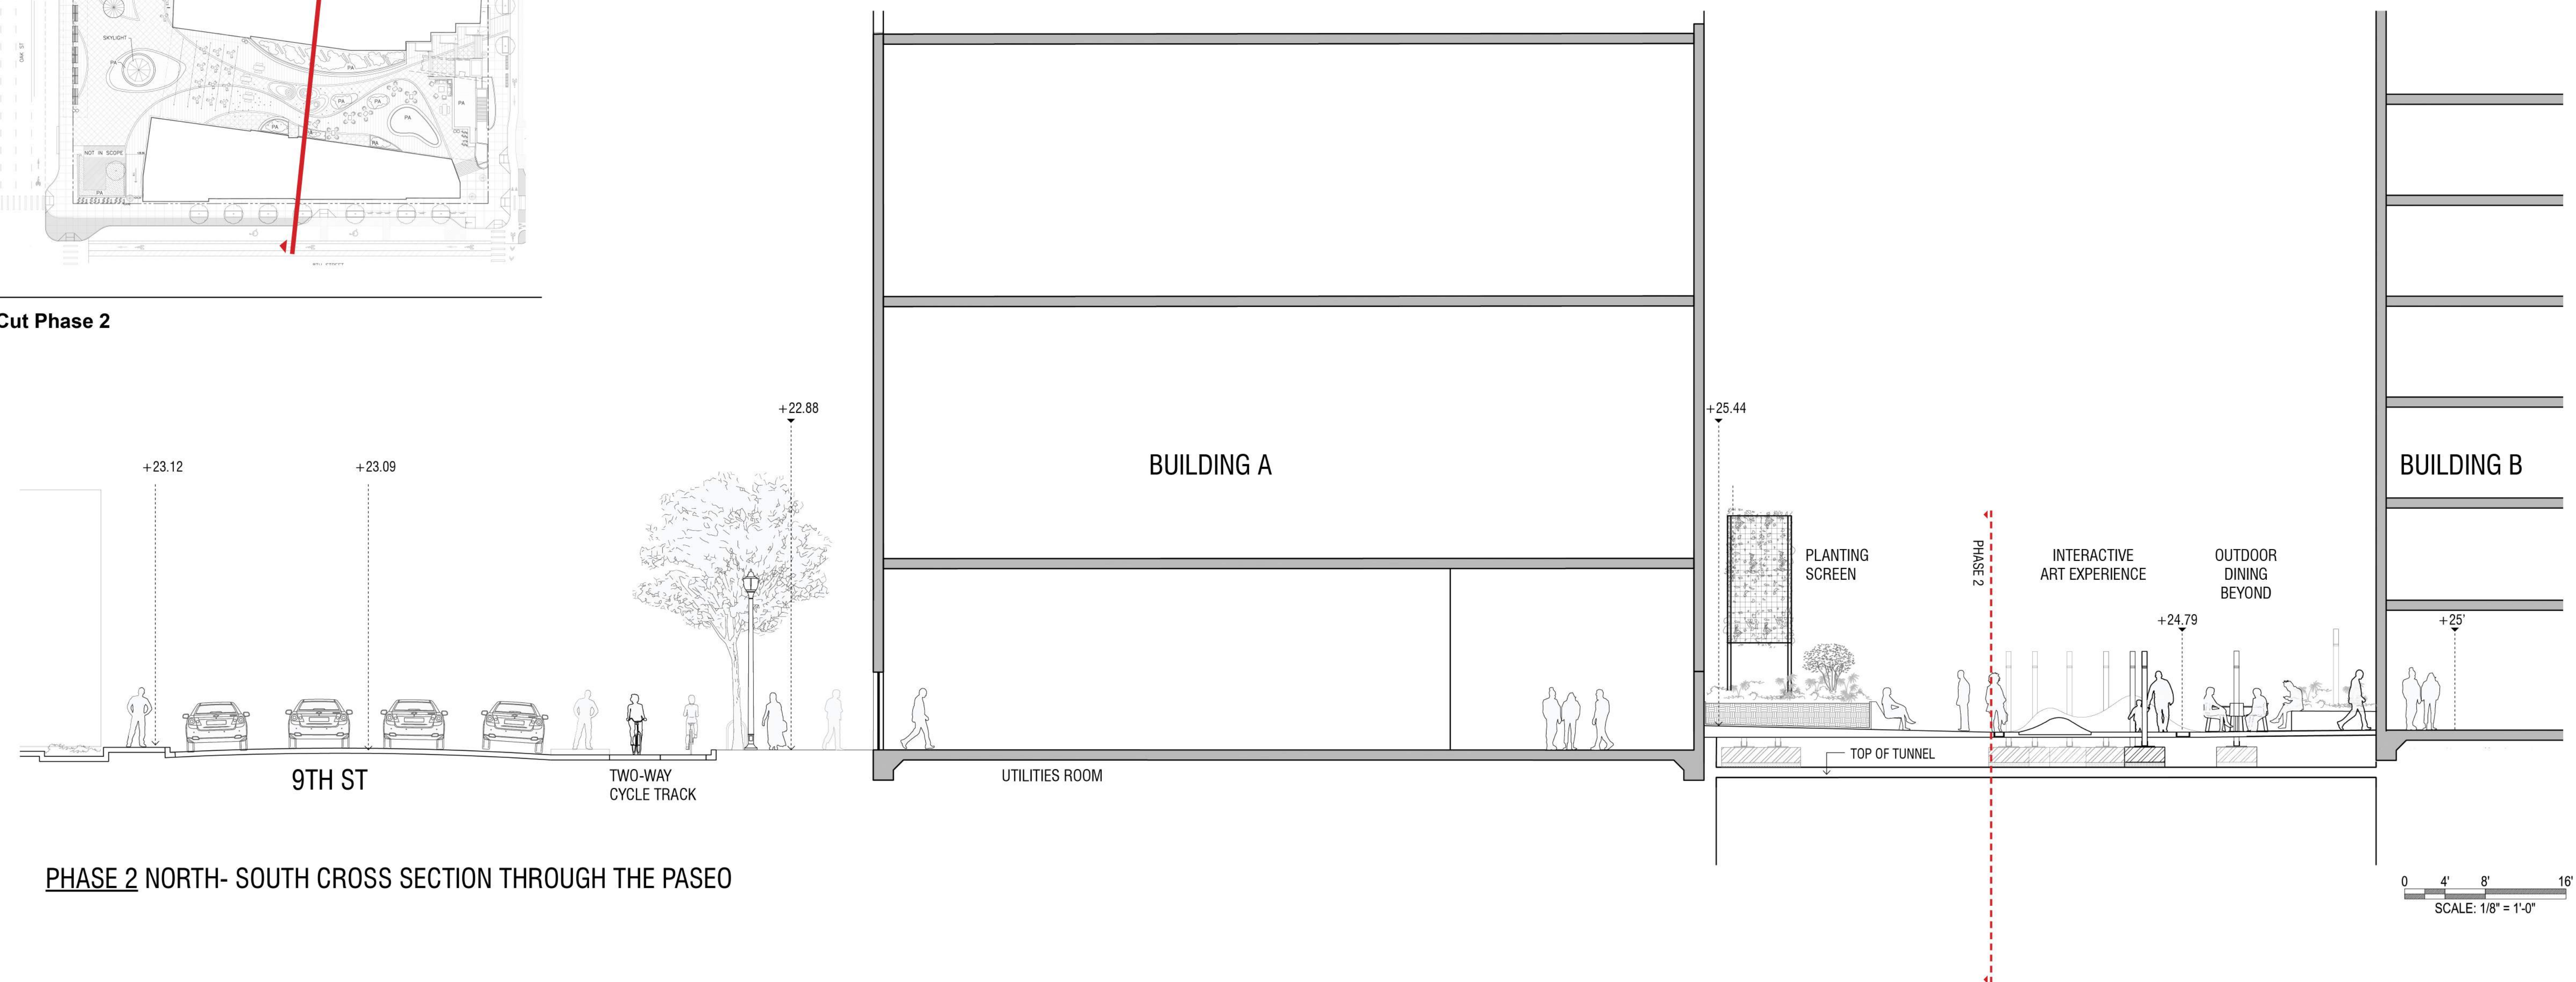 OAK ST
SKYLIGHT
PA
PA
PA
PA
PA
PA
PA
PA
NOT IN SCOPE
PA
Cut Phase 2
+23.12
+23.09
+22.88
+25.44
BUILDING A
BUILDING B
PLANTING
SCREEN
PHASE 2
INTERACTIVE
ART EXPERIENCE
OUTDOOR
DINING
BEYOND
+24.79
+25'
9TH ST
TWO-WAY
CYCLE TRACK
UTILITIES ROOM
TOP OF TUNNEL
PHASE 2 NORTH- SOUTH CROSS SECTION THROUGH THE PASEO
0 4' 8' 16'
SCALE: 1/8" = 1'-0"